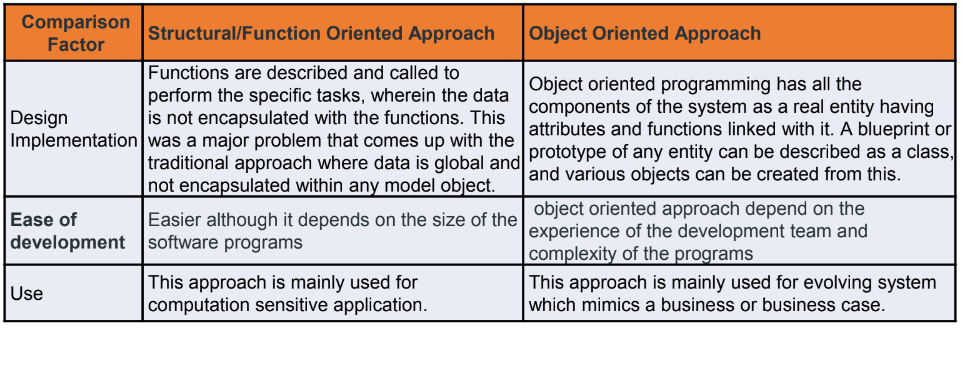 Comparison
Factor
Structural/Function Oriented Approach
Object Oriented Approach
Design
Implementation
Functions are described and called to
perform the specific tasks, wherein the data
is not encapsulated with the functions. This
was a major problem that comes up with the
traditional approach where data is global and
not encapsulated within any model object.
Object oriented programming has all the
components of the system as a real entity having
attributes and functions linked with it. A blueprint or
prototype of any entity can be described as a class,
and various objects can be created from this.
Ease of
development
Easier although it depends on the size of the
software programs
object oriented approach depend on the
experience of the development team and
complexity of the programs
Use
This approach is mainly used for
computation sensitive application.
This approach is mainly used for evolving system
which mimics a business or business case.